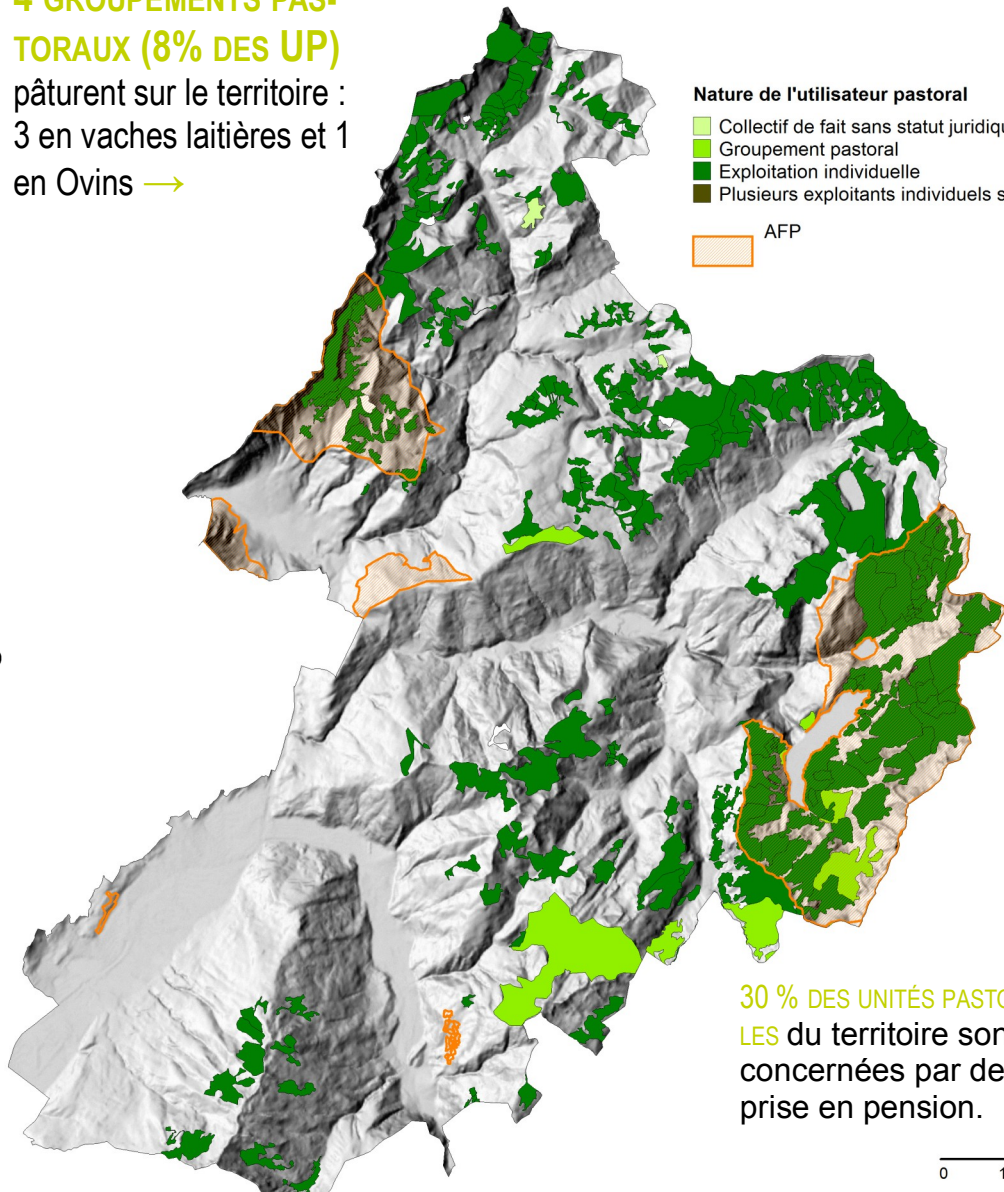 4 GROUPEMENTS PAS-
TORAUX (8% DES UP)
pâturent sur le territoire :
3 en vaches laitières et 1
en Ovins →
Nature de l'utilisateur pastoral
Collectif de fait sans statut juridiqu
Groupement pastoral
Exploitation individuelle
Plusieurs exploitants individuels s
AFP
30 % DES UNITÉS PASTO
LES du territoire son
concernées par de
prise en pension.
0 1